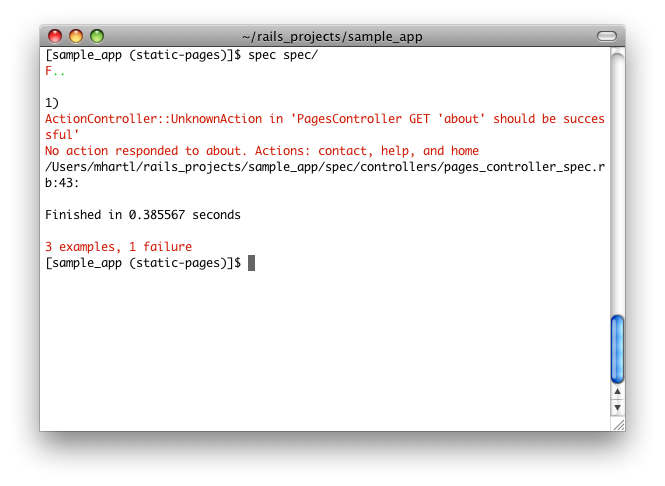 ~/rails_projects/sample_app
[sample_app (static-pages)]$ spec spec/
F..
1)
ActionController::UnknownAction in 'PagesController GET 'about' should be succes
sful'
No action responded to about. Actions: contact, help, and home
/Users/mhartl/rails_projects/sample_app/spec/controllers/pages_controller_spec.r
b:43:
Finished in 0.385567 seconds
3 examples, 1 failure
[sample_app (static-pages)]$